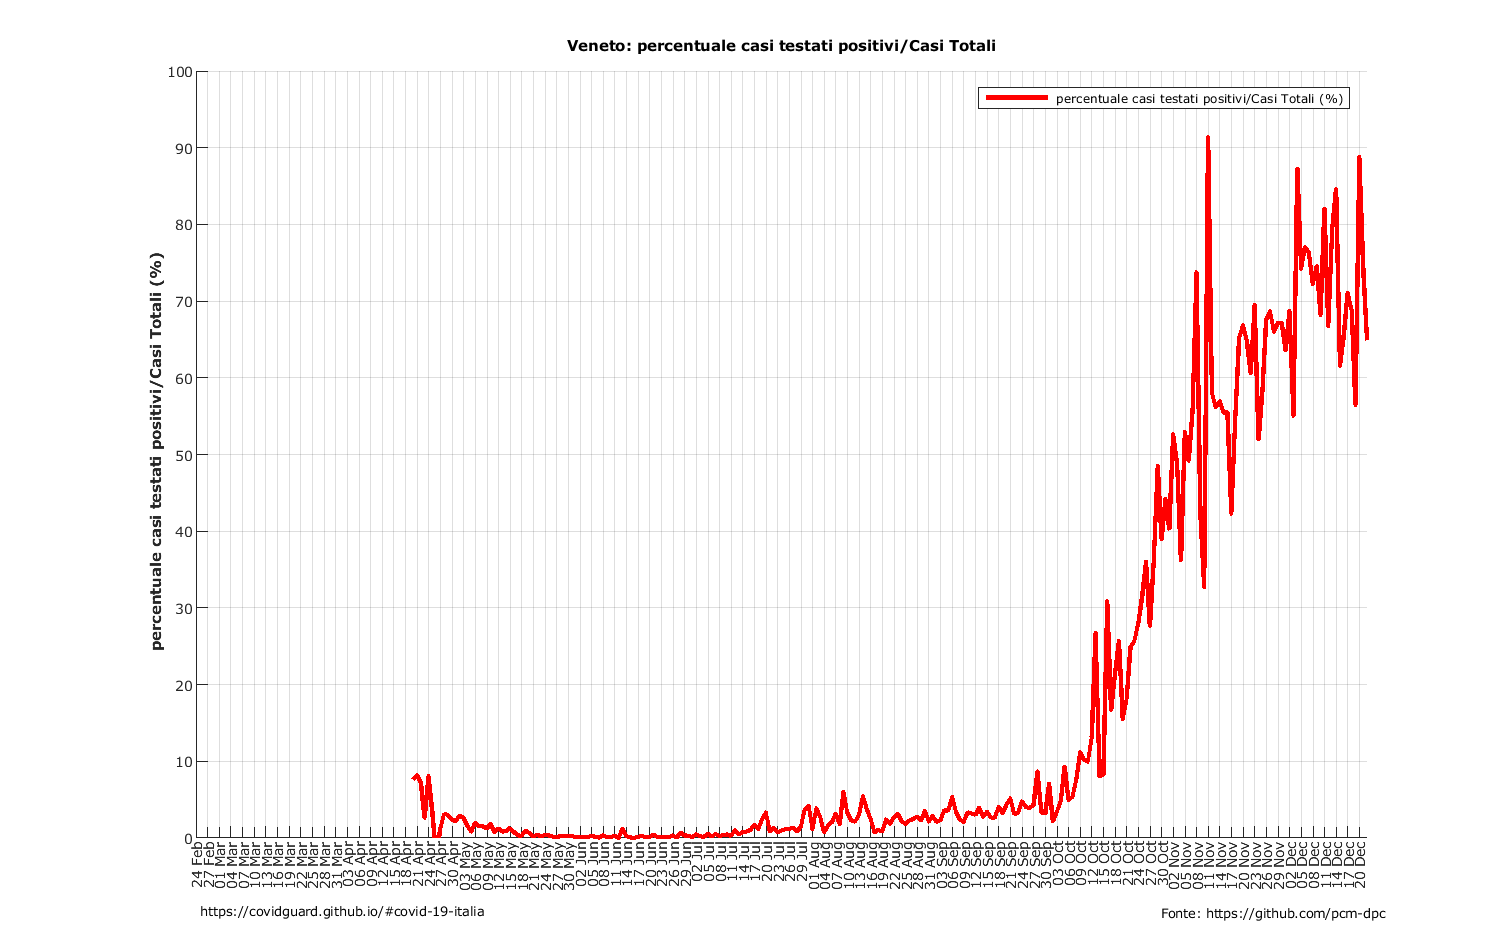 Veneto: percentuale casi testati positivi/Casi Totali
percentuale casi testati positivi/Casi Totali (%)
percentuale casi testati positivi/Casi Totali (%)
100
90
80
70
60
50
40
30
20
10
0
24 Feb
27 Feb
01 Mar
04 Mar
07 Mar
10 Mar
13 Mar
16 Mar
19 Mar
22 Mar
25 Mar
28 Mar
31 Mar
03 Apr
06 Apr
09 Apr
12 Apr
15 Apr
18 Apr
21 Apr
24 Apr
27 Apr
30 Apr
03 May
06 May
09 May
12 May
15 May
18 May
21 May
24 May
27 May
30 May
02 Jun
05 Jun
08 Jun
11 Jun
14 Jun
17 Jun
20 Jun
23 Jun
26 Jun
29 Jun
02 Jul
05 Jul
08 Jul
11 Jul
14 Jul
17 Jul
20 Jul
23 Jul
26 Jul
29 Jul
01 Aug
04 Aug
07 Aug
10 Aug
13 Aug
16 Aug
19 Aug
22 Aug
25 Aug
28 Aug
31 Aug
03 Sep
06 Sep
09 Sep
12 Sep
15 Sep
18 Sep
21 Sep
24 Sep
27 Sep
30 Sep
03 Oct
06 Oct
09 Oct
12 Oct
15 Oct
18 Oct
21 Oct
24 Oct
27 Oct
30 Oct
02 Nov
05 Nov
08 Nov
11 Nov
14 Nov
17 Nov
20 Nov
23 Nov
26 Nov
29 Nov
02 Dec
05 Dec
08 Dec
11 Dec
14 Dec
17 Dec
20 Dec
https://covidguard.github.io/#covid-19-italia
Fonte: https://github.com/pcm-dpc